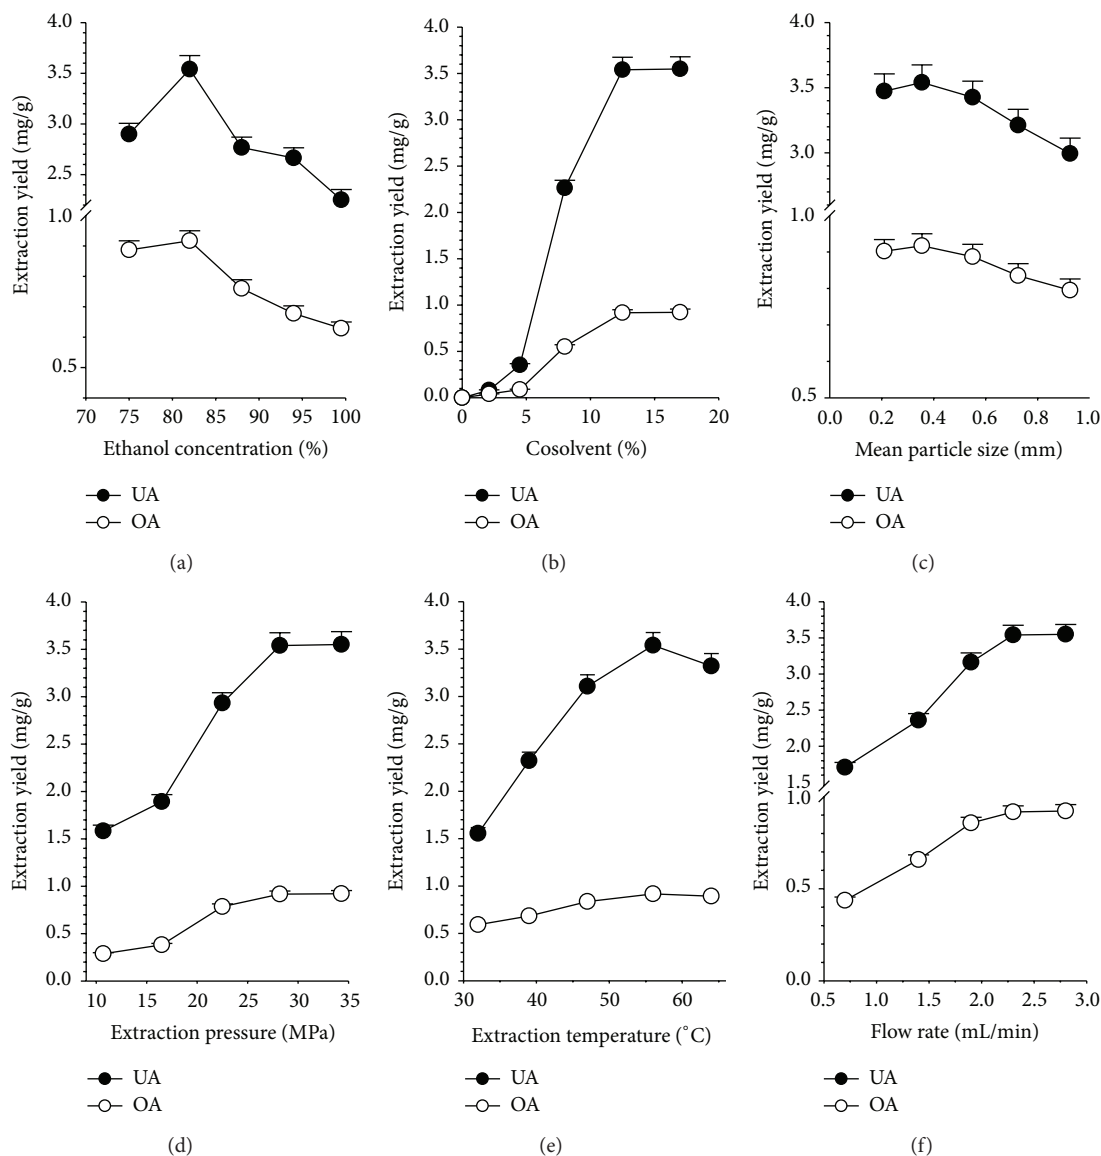 4.0
3.5
3.0
2.5
1.0
0.5
Extraction yield (mg/g)
70 75 80 85 90 95 100
Ethanol concentration (%)
UA
OA
(a)
4.0
3.5
3.0
2.5
2.0
1.5
1.0
0.5
0.0
Extraction yield (mg/g)
0 5 10 15 20
Cosolvent (%)
UA
OA
(b)
4.0
3.5
3.0
1.0
0.5
Extraction yield (mg/g)
0.0 0.2 0.4 0.6 0.8 1.0
Mean particle size (mm)
UA
OA
(c)
4.0
3.5
3.0
2.5
2.0
1.5
1.0
0.5
0.0
Extraction yield (mg/g)
10 15 20 25 30 35
Extraction pressure (MPa)
UA
OA
(d)
4.0
3.5
3.0
2.5
2.0
1.5
1.0
0.5
0.0
Extraction yield (mg/g)
30 40 50 60
Extraction temperature (°C)
UA
OA
(e)
4.0
3.5
3.0
2.5
2.0
1.5
1.0
0.5
0.0
Extraction yield (mg/g)
0.5 1.0 1.5 2.0 2.5 3.0
Flow rate (mL/min)
UA
OA
(f)